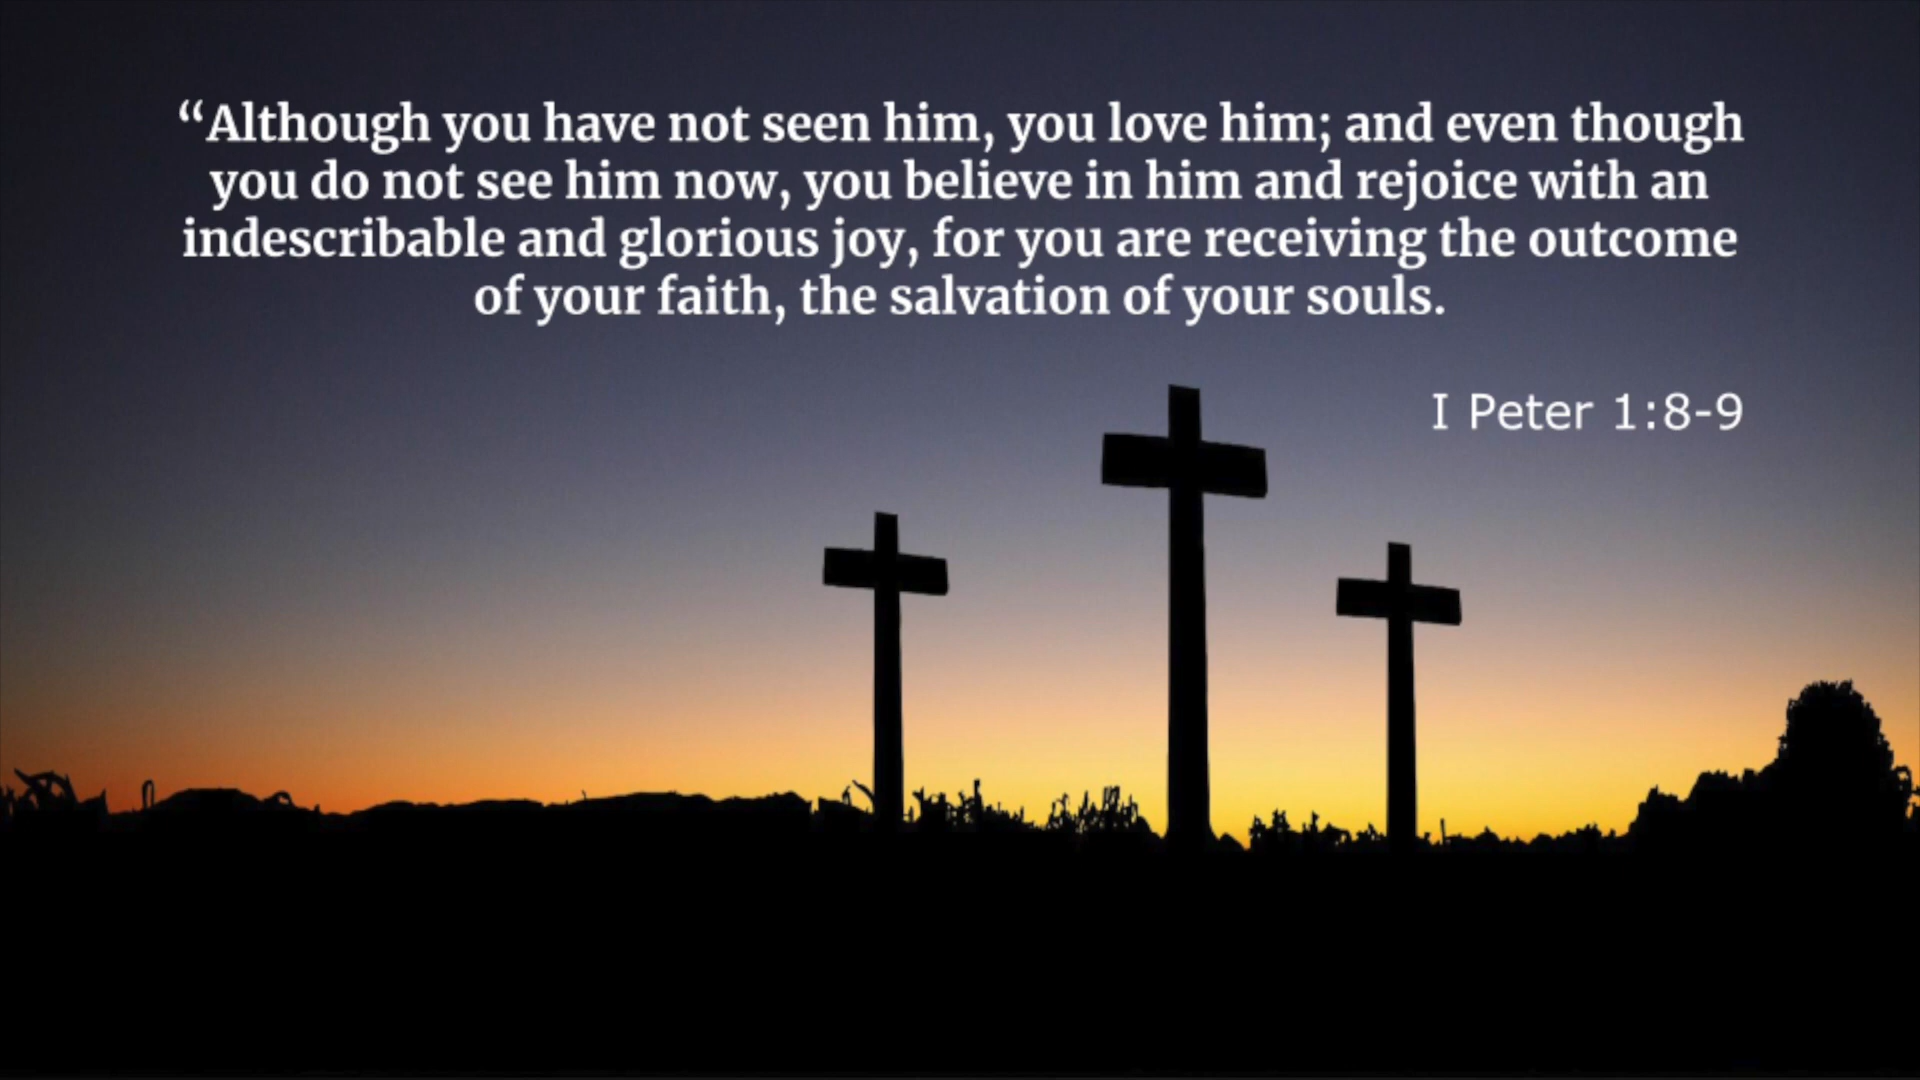 “Although you have not seen him, you love him; and even though
you do not see him now, you believe in him and rejoice with an
indescribable and glorious joy, for you are receiving the outcome
of your faith, the salvation of your souls.
I Peter 1:8-9